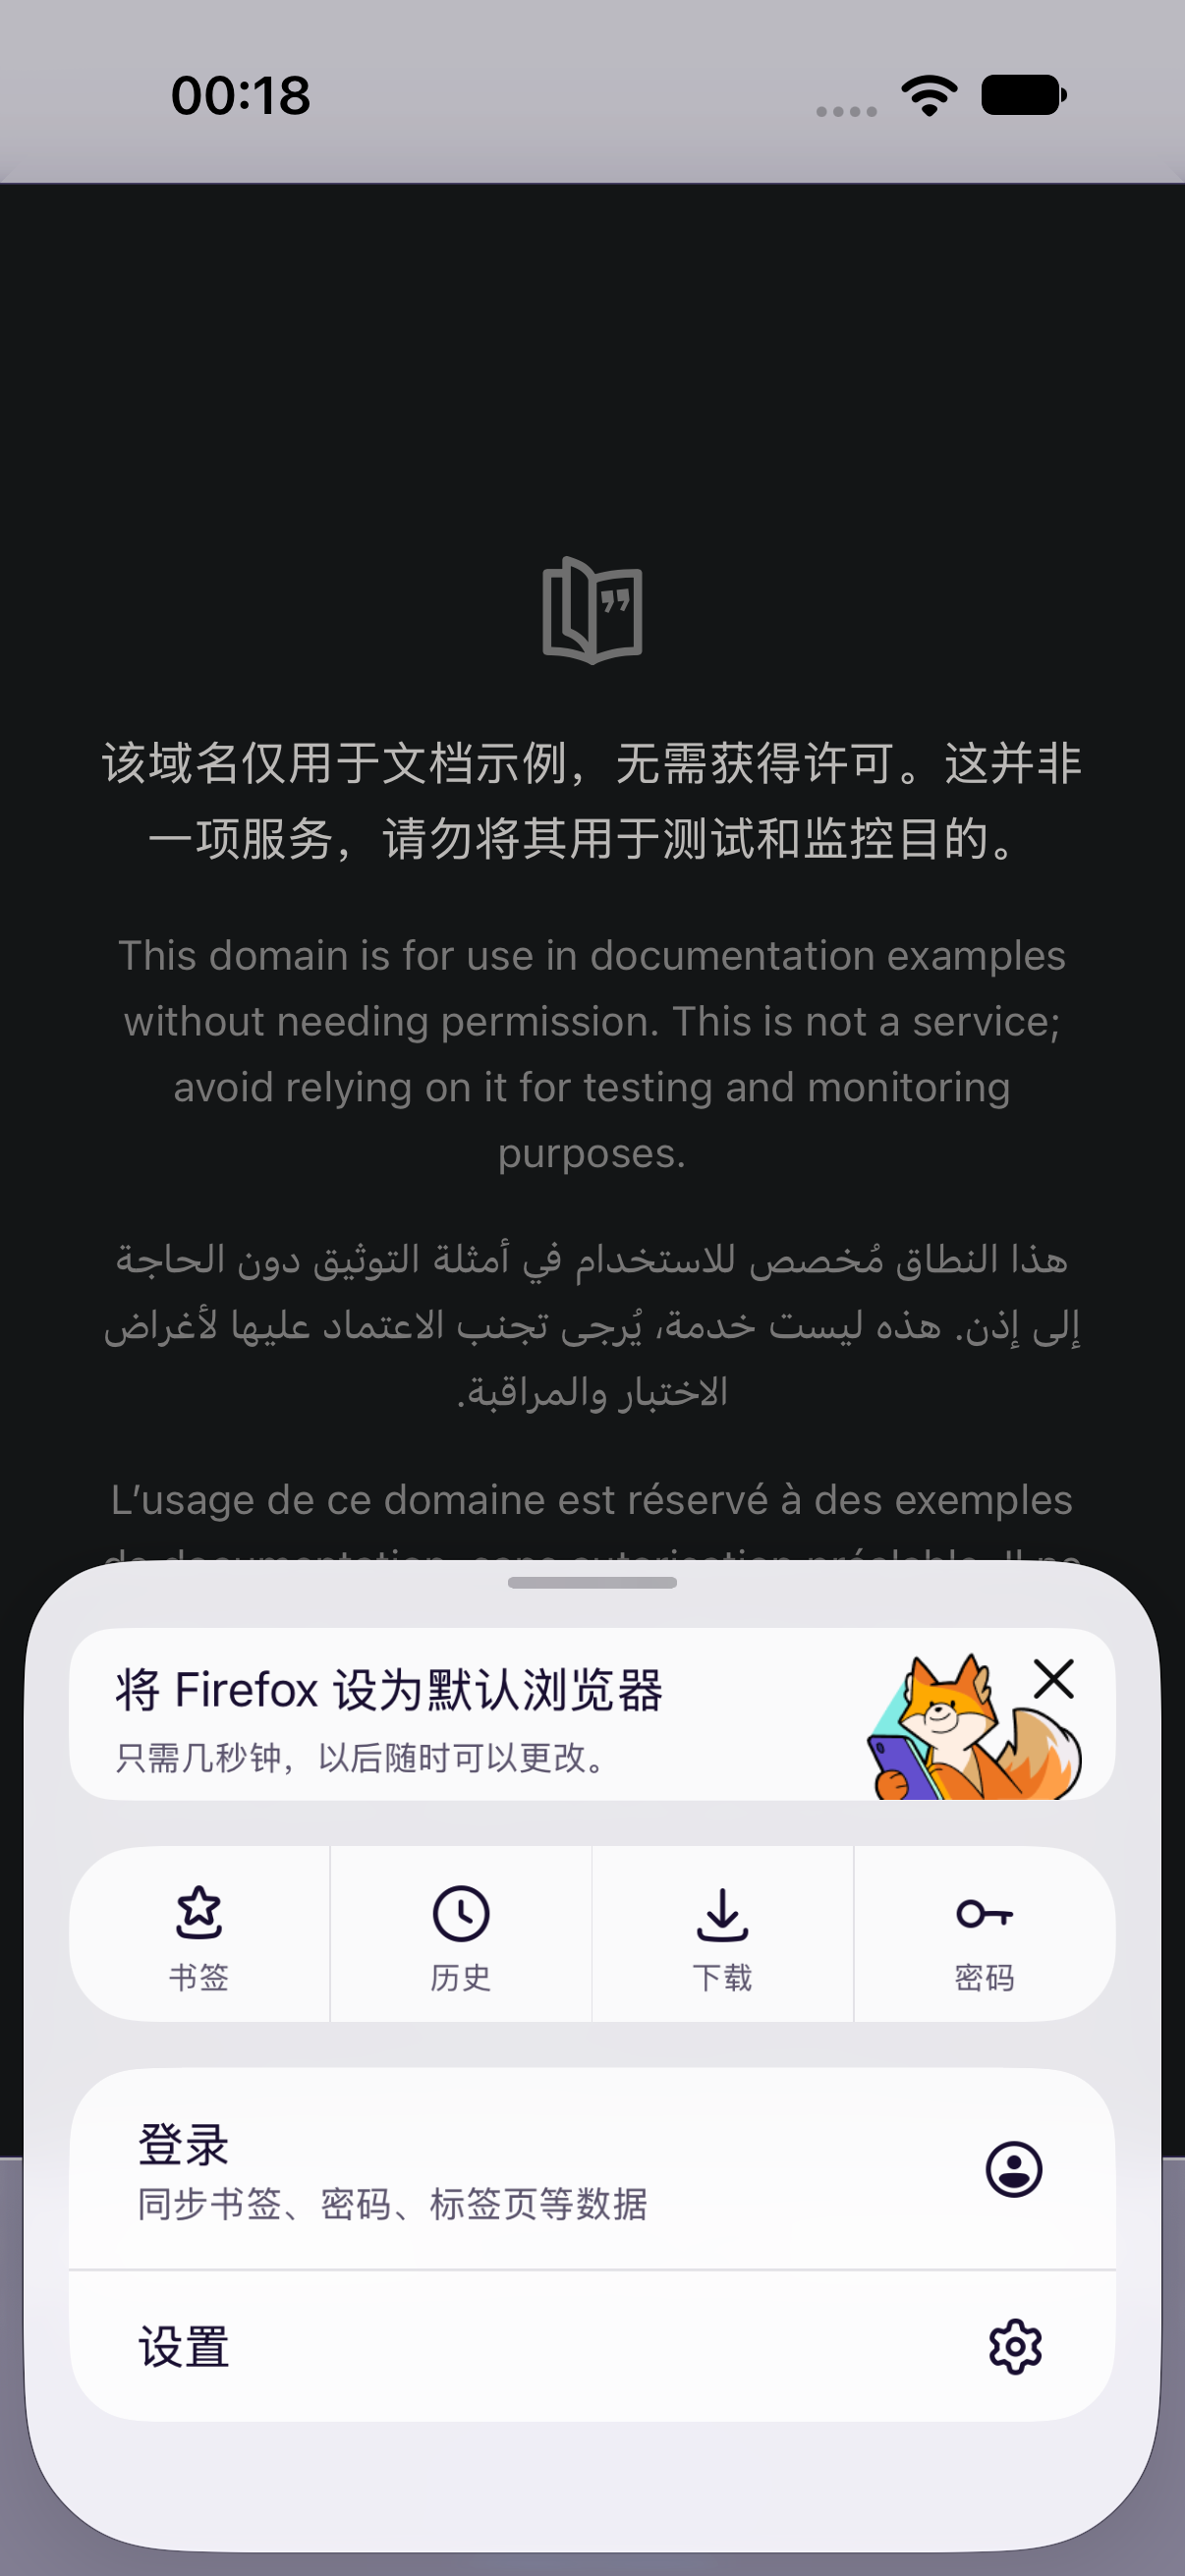 00:18
该域名仅用于文档示例，无需获得许可。这并非
一项服务，请勿将其用于测试和监控目的。
This domain is for use in documentation examples
without needing permission. This is not a service;
avoid relying on it for testing and monitoring
purposes.
هذا النطاق مُخصص للاستخدام في أمثلة التوثيق دون الحاجة
إلى إذن. هذه ليست خدمة، يُرجى تجنب الاعتماد عليها لأغراض
الاختبار والمراقبة.
L’usage de ce domaine est réservé à des exemples
de documentation, sans autorisation préalable. Il ne
将 Firefox 设为默认浏览器
只需几秒钟，以后随时可以更改。
书签
历史
下载
密码
登录
同步书签、密码、标签页等数据
设置